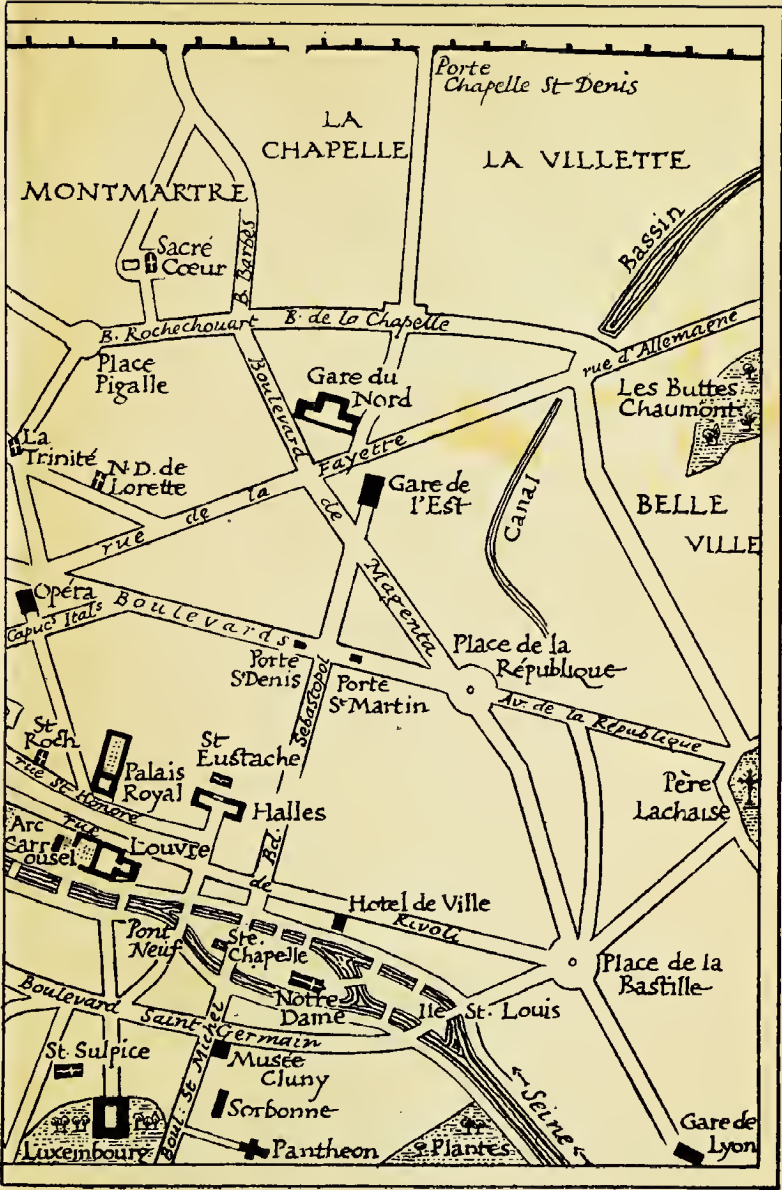 Porte
Chapelle St-Denis
LA
CHAPELLE
LA VILLETTE
MONTMARTRE
Bassin
Sacré
Cœur
B. Barbès
B. Rochechouart
B. de la Chapelle
rue d'Allemagne
Place
Pigalle
Gare du
Nord
Les Buttes
Chaumont
La
Trinité
N.D. de
Lorette
Boulevard de Magenta
rue de la Fayette
Gare de
l'Est
Canal
BELLE
VILLE
Opéra
Capucs Itals
Boulevards
Porte
St Denis
Porte
St Martin
Place de la
République
Av. de la République
Bd. de Sebastopol
St
Roch
Palais
Royal
St
Eustache
Halles
rue St Honoré
Père
Lachaise
Arc
Carr
ousel
Louvre
rue de Rivoli
Hotel de Ville
Pont
Neuf
Ste.
Chapelle
Place de la
Bastille
Notre
Dame
Ile St. Louis
Boulevard Saint Germain
St. Sulpice
Musée
Cluny
Boul. St Michel
Sorbonne
Seine
Luxembourg
Pantheon
Plantes
Gare de
Lyon